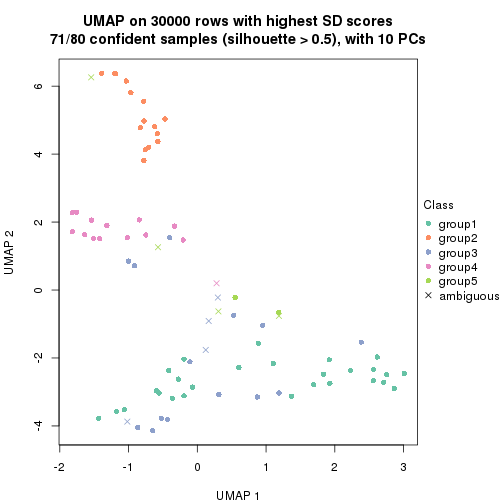 UMAP on 30000 rows with highest SD scores
71/80 confident samples (silhouette > 0.5), with 10 PCs
6
4
2
0
-2
-4
UMAP 2
-2
-1
0
1
2
3
UMAP 1
Class
group1
group2
group3
group4
group5
ambiguous